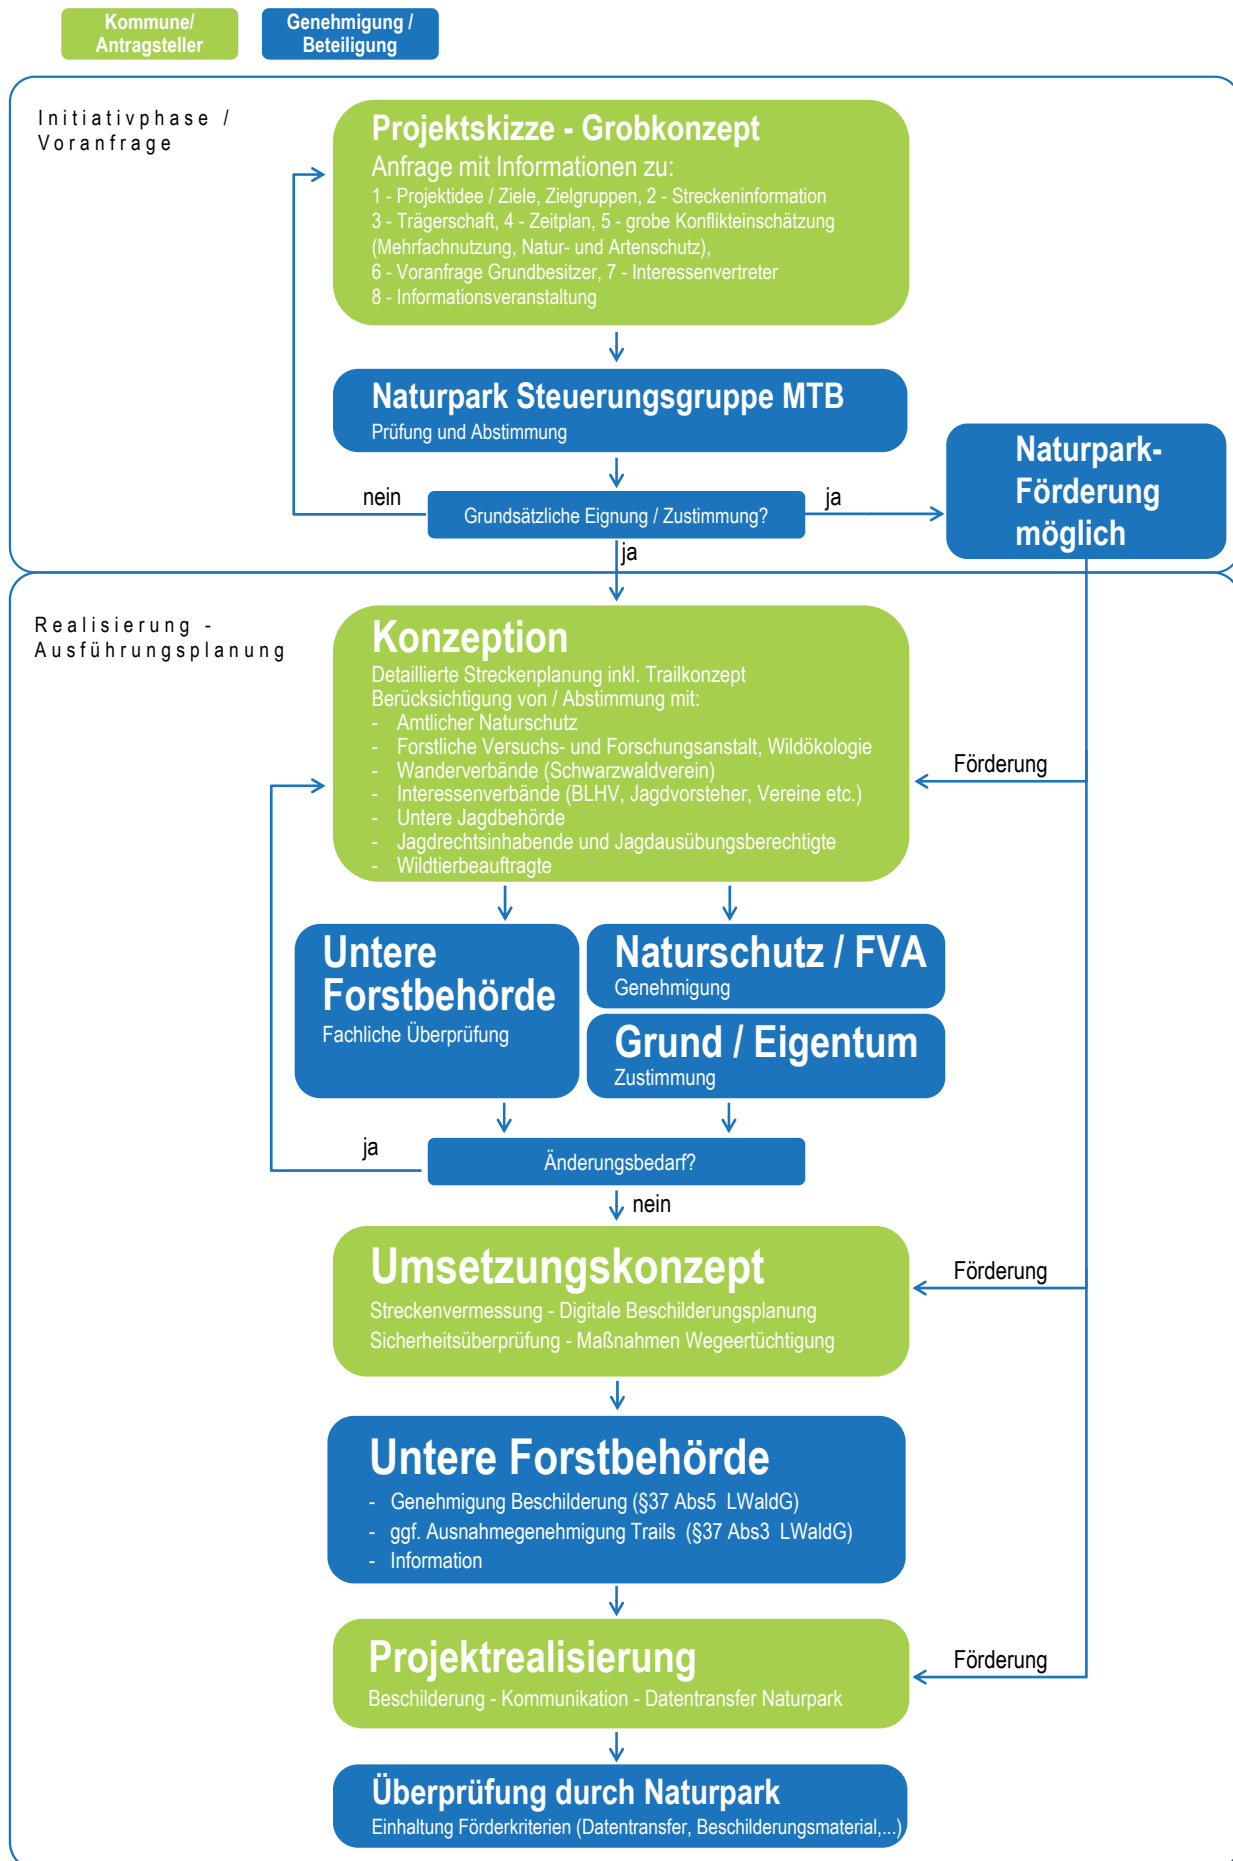 Kommune/
Antragsteller
Genehmigung /
Beteiligung
Initiativphase /
Voranfrage
Projektskizze - Grobkonzept
Anfrage mit Informationen zu:
1 - Projektidee / Ziele, Zielgruppen, 2 - Streckeninformation
3 - Trägerschaft, 4 - Zeitplan, 5 - grobe Konflikteinschätzung
(Mehrfachnutzung, Natur- und Artenschutz),
6 - Voranfrage Grundbesitzer, 7 - Interessenvertreter
8 - Informationsveranstaltung
Naturpark Steuerungsgruppe MTB
Prüfung und Abstimmung
nein
Grundsätzliche Eignung / Zustimmung?
ja
Naturpark-
Förderung
möglich
ja
Realisierung -
Ausführungsplanung
Konzeption
Detaillierte Streckenplanung inkl. Trailkonzept
Berücksichtigung von / Abstimmung mit:
- Amtlicher Naturschutz
- Forstliche Versuchs- und Forschungsanstalt, Wildökologie
- Wanderverbände (Schwarzwaldverein)
- Interessenverbände (BLHV, Jagdvorsteher, Vereine etc.)
- Untere Jagdbehörde
- Jagdrechtsinhabende und Jagdausübungsberechtigte
- Wildtierbeauftragte
Förderung
Untere
Forstbehörde
Fachliche Überprüfung
Naturschutz / FVA
Genehmigung
Grund / Eigentum
Zustimmung
ja
Änderungsbedarf?
nein
Umsetzungskonzept
Streckenvermessung - Digitale Beschilderungsplanung
Sicherheitsüberprüfung - Maßnahmen Wegeertüchtigung
Förderung
Untere Forstbehörde
- Genehmigung Beschilderung (§37 Abs5 LWaldG)
- ggf. Ausnahmegenehmigung Trails (§37 Abs3 LWaldG)
- Information
Projektrealisierung
Beschilderung - Kommunikation - Datentransfer Naturpark
Förderung
Überprüfung durch Naturpark
Einhaltung Förderkriterien (Datentransfer, Beschilderungsmaterial,...)